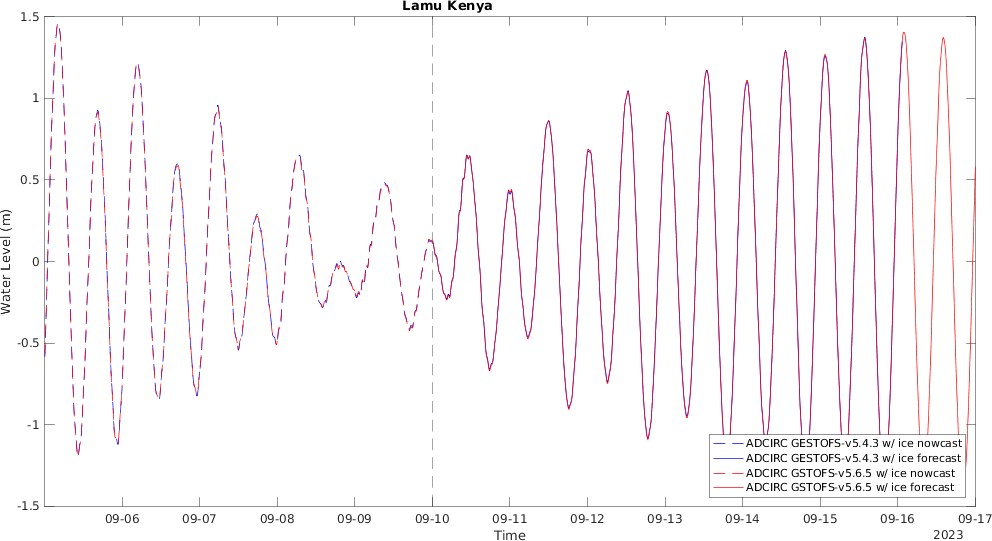 Lamu Kenya
1.5
1
0.5
0
-0.5
-1
-1.5
Water Level (m)
09-06 09-07 09-08 09-09 09-10 09-11 09-12 09-13 09-14 09-15 09-16 09-17
Time
2023
ADCIRC GESTOFS-v5.4.3 w/ ice nowcast
ADCIRC GESTOFS-v5.4.3 w/ ice forecast
ADCIRC GSTOFS-v5.6.5 w/ ice nowcast
ADCIRC GSTOFS-v5.6.5 w/ ice forecast